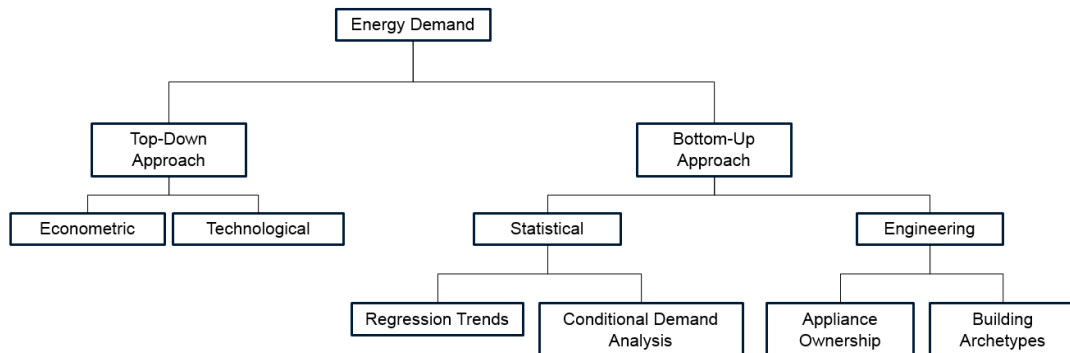 Energy Demand
Top-Down
Approach
Bottom-Up
Approach
Econometric
Technological
Statistical
Engineering
Regression Trends
Conditional Demand
Analysis
Appliance
Ownership
Building
Archetypes